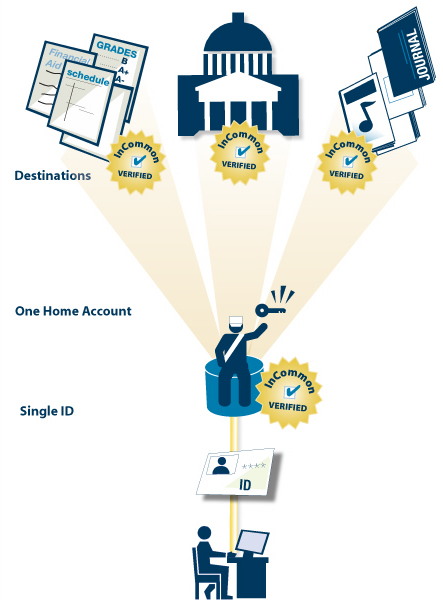 Financial
Aid
GRADES
B
A+
A-
schedule
JOURNAL
InCommon
VERIFIED
InCommon
VERIFIED
InCommon
VERIFIED
Destinations
One Home Account
InCommon
VERIFIED
Single ID
****
ID